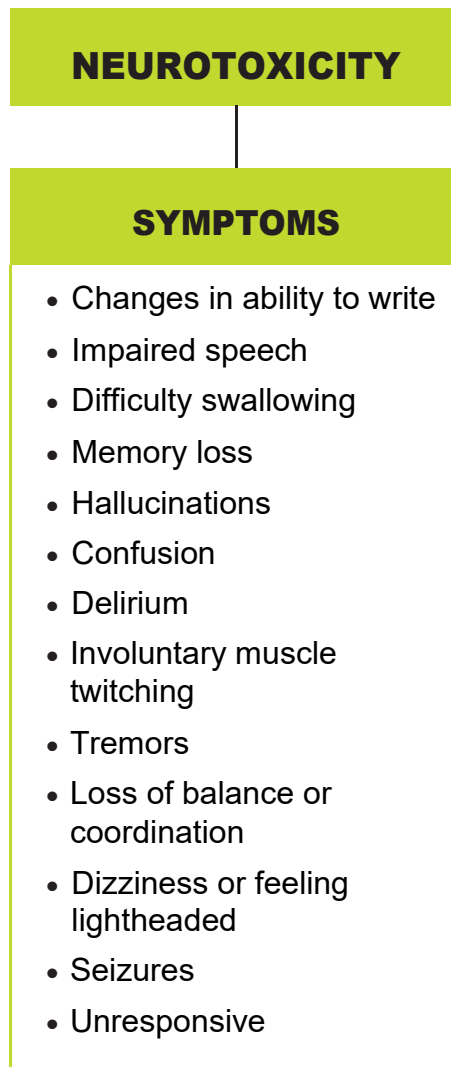 NEUROTOXICITY
SYMPTOMS
• Changes in ability to write
• Impaired speech
• Difficulty swallowing
• Memory loss
• Hallucinations
• Confusion
• Delirium
• Involuntary muscle
twitching
• Tremors
• Loss of balance or
coordination
• Dizziness or feeling
lightheaded
• Seizures
• Unresponsive